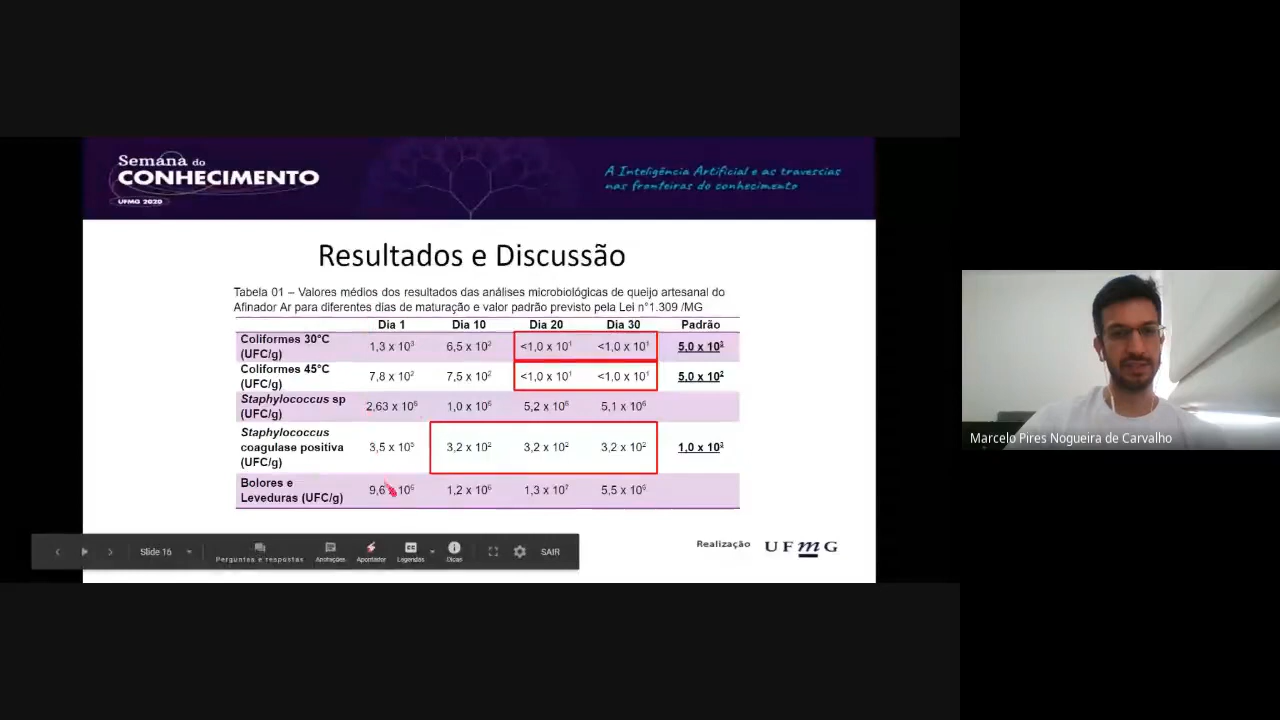 Semana do
CONHECIMENTO
UFMG 2020
A Inteligência Artificial e as travessias
nas fronteiras do conhecimento
Resultados e Discussão
Tabela 01 – Valores médios dos resultados das análises microbiológicas de queijo artesanal do
Afinador Ar para diferentes dias de maturação e valor padrão previsto pela Lei n°1.309 /MG
Dia 1 Dia 10 Dia 20 Dia 30 Padrão
Coliformes 30°C
(UFC/g)
1,3 x 10³ 6,5 x 10² <1,0 x 10¹ <1,0 x 10¹ 5,0 x 10³
Coliformes 45°C
(UFC/g)
7,8 x 10² 7,5 x 10² <1,0 x 10¹ <1,0 x 10¹ 5,0 x 10²
Staphylococcus sp
(UFC/g)
2,63 x 10⁶ 1,0 x 10⁶ 5,2 x 10⁶ 5,1 x 10⁶
Staphylococcus
coagulase positiva
(UFC/g)
3,5 x 10⁵ 3,2 x 10² 3,2 x 10² 3,2 x 10² 1,0 x 10³
Bolores e
Leveduras (UFC/g)
1,2 x 10⁶ 1,3 x 10⁷
Slide 16
Perguntas e respostas
Anotações
Apontador
Legendas
Dicas
SAIR
Realização
UFmG
Marcelo Pires Nogueira de Carvalho